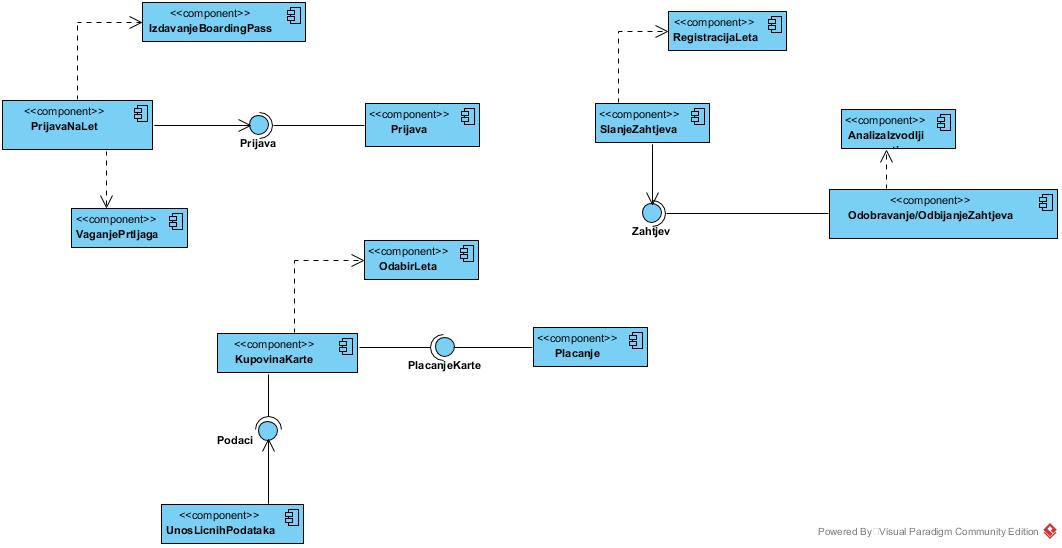 <<component>>
IzdavanjeBoardingPass
<<component>>
RegistracijaLeta
<<component>>
PrijavaNaLet
Prijava
<<component>>
Prijava
<<component>>
SlanjeZahtjeva
<<component>>
AnalizaIzvodlji
<<component>>
VaganjePrtljaga
Zahtjev
<<component>>
Odobravanje/OdbijanjeZahtjeva
<<component>>
OdabirLeta
<<component>>
KupovinaKarte
PlacanjeKarte
<<component>>
Placanje
Podaci
<<component>>
UnosLicnihPodataka
Powered By Visual Paradigm Community Edition